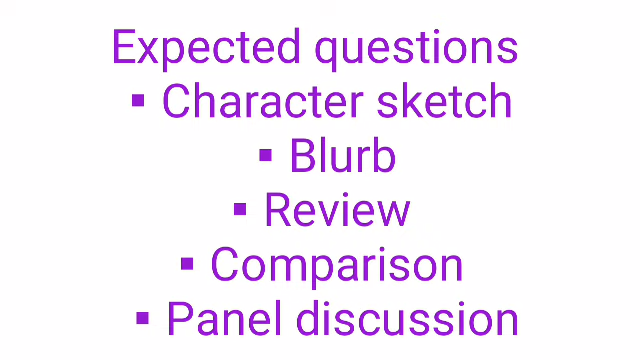 Expected questions
▪ Character sketch
▪ Blurb
▪ Review
▪ Comparison
▪ Panel discussion